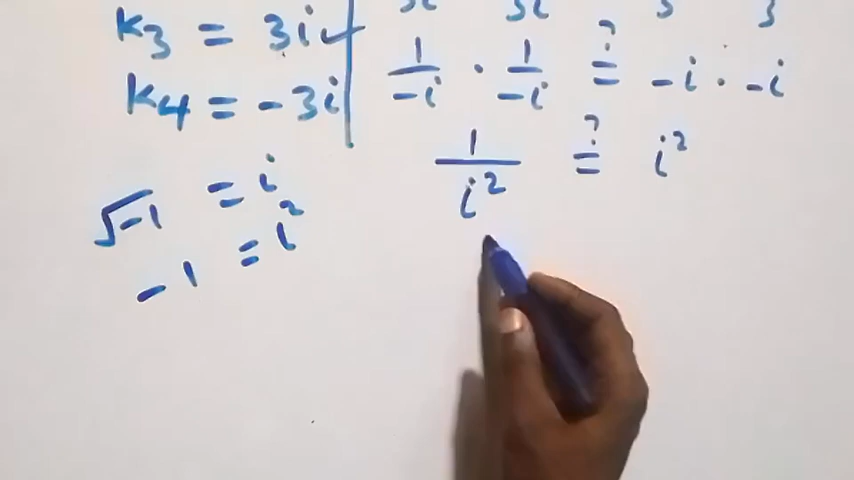 k₃ = 3i ✓
k₄ = -3i
1/-i · 1/-i ≟ -i · -i
1/i² ≟ i²
√-1 = i
-1 = i²